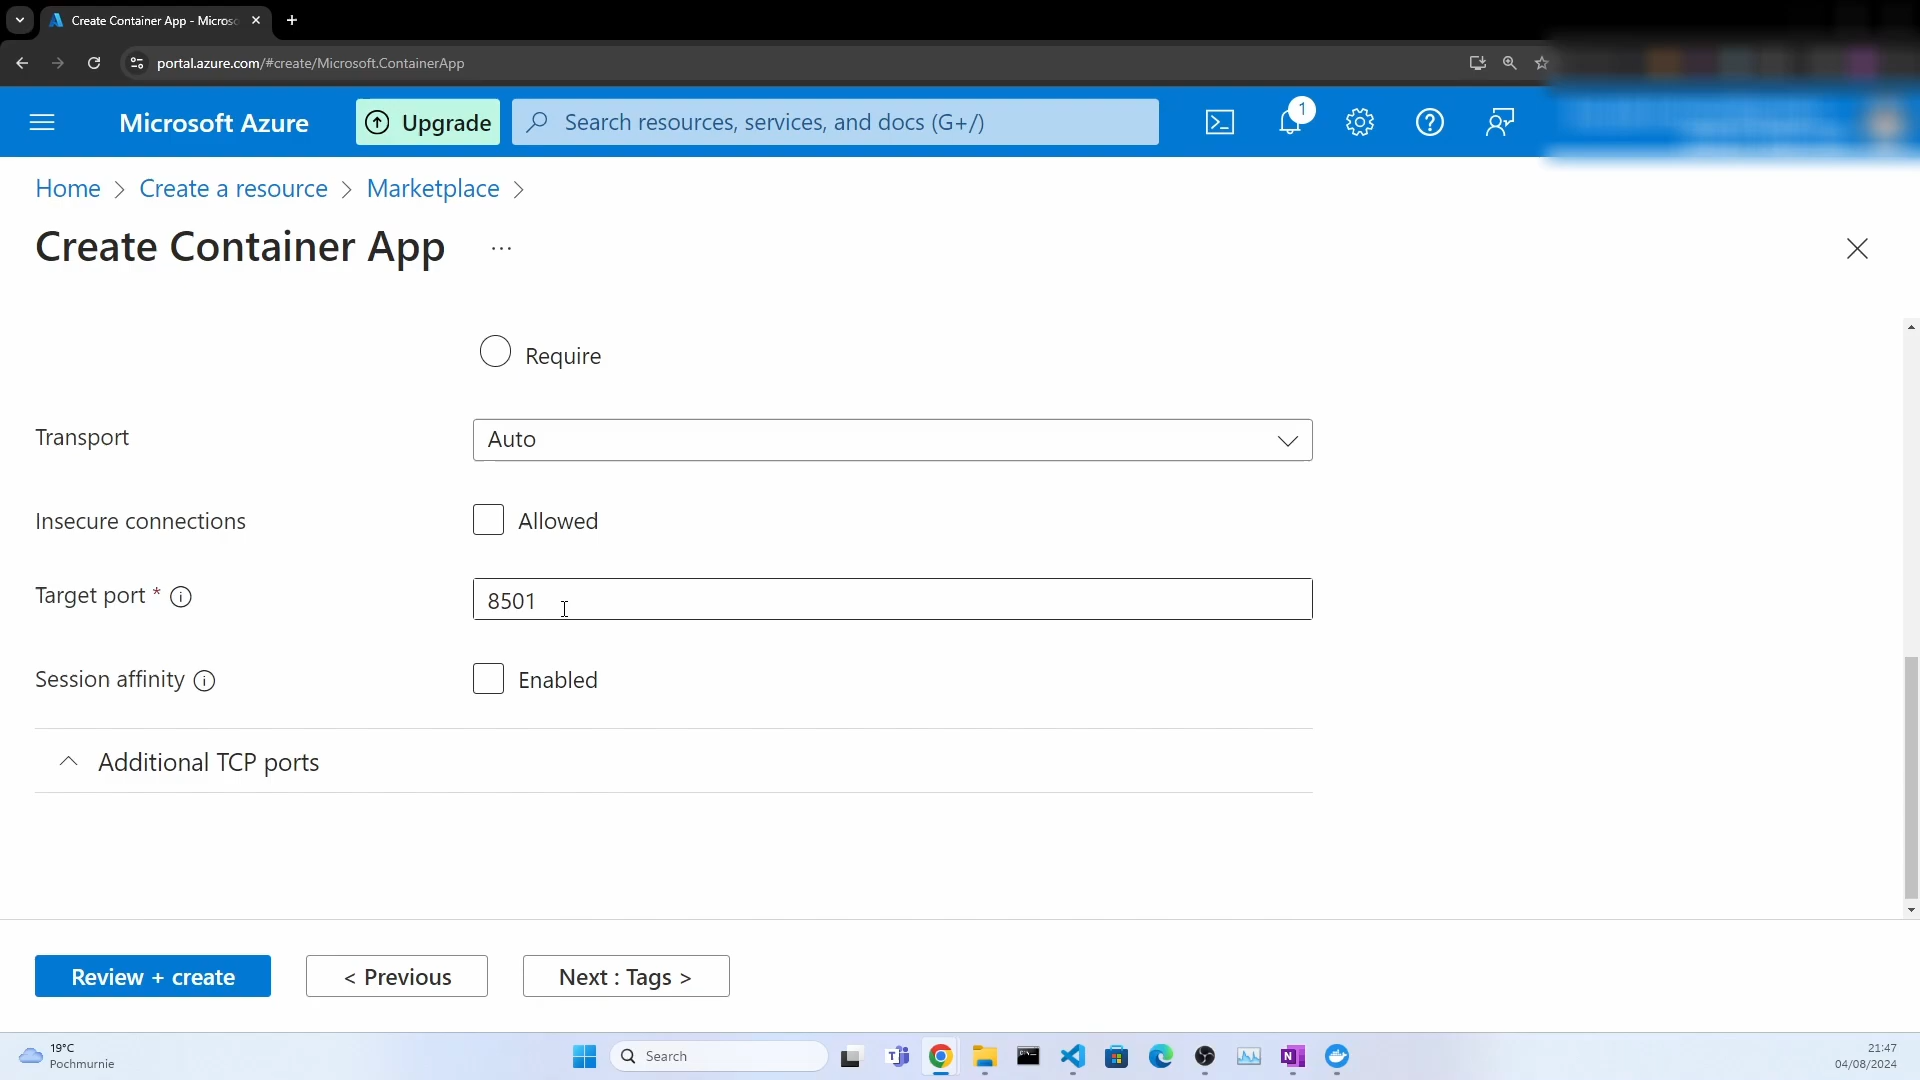 Create Container App - Micros
portal.azure.com/#create/Microsoft.ContainerApp
Microsoft Azure
Upgrade
Search resources, services, and docs (G+/)
1
Home > Create a resource > Marketplace >
Create Container App ...
Require
Transport
Auto
Insecure connections
Allowed
Target port *
8501
Session affinity
Enabled
Additional TCP ports
Review + create
< Previous
Next : Tags >
19°C
Pochmurnie
Search
21:47
04/08/2024